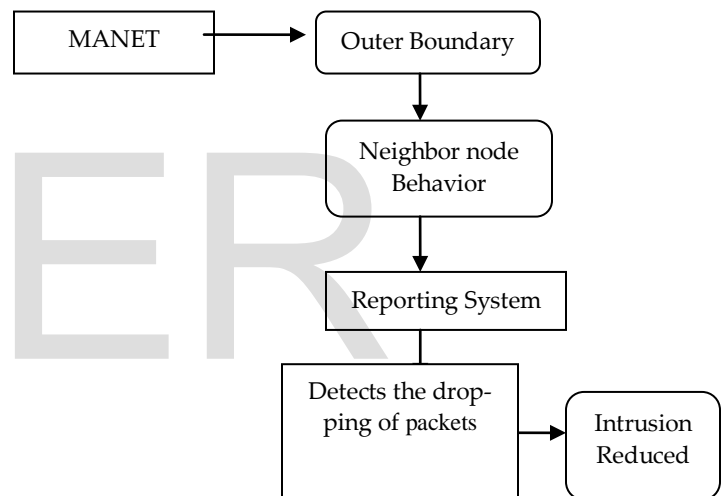 MANET
Outer Boundary
Neighbor node
Behavior
Reporting System
Detects the drop-
ping of packets
Intrusion
Reduced
ER